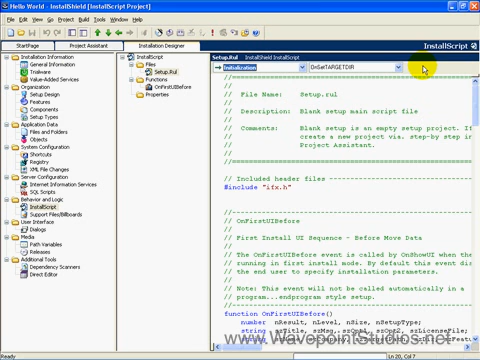 Hello World - InstallShield [InstallScript Project]
File Edit View Go Project Build Tools Window Help
StartPage Project Assistant Installation Designer InstallScript
Installation Information
General Information
Trialware
Value-Added Services
Organization
Setup Design
Features
Components
Setup Types
Application Data
Files and Folders
Objects
System Configuration
Shortcuts
Registry
XML File Changes
Server Configuration
Internet Information Services
SQL Scripts
Behavior and Logic
InstallScript
Support Files/Billboards
User Interface
Dialogs
Media
Path Variables
Releases
Additional Tools
Dependency Scanners
Direct Editor
InstallScript
Files
Setup.Rul
Functions
OnFirstUIBefore
Properties
Setup.Rul InstallShield InstallScript
Initialization OnSetTARGETDIR
//
// File Name: Setup.rul
//
// Description: Blank setup main script file
//
// Comments: Blank setup is an empty setup project. If
// create a new project via. step-by step in
// Project Assistant.
//
// Included header files
#include "ifx.h"
//
// OnFirstUIBefore
//
// First Install UI Sequence - Before Move Data
//
// The OnFirstUIBefore event is called by OnShowUI when the
// running in first install mode. By default this event di
// the end user to specify installation parameters.
//
// Note: This event will not be called automatically in a
// program...endprogram style setup.
//
function OnFirstUIBefore()
number nResult, nLevel, nSize, nSetupType;
string szTitle, szMsg, szOpt1, szOpt2, szLicenseFile;
www.WavepointStudios.net
Ready
Ln 20, Col 7